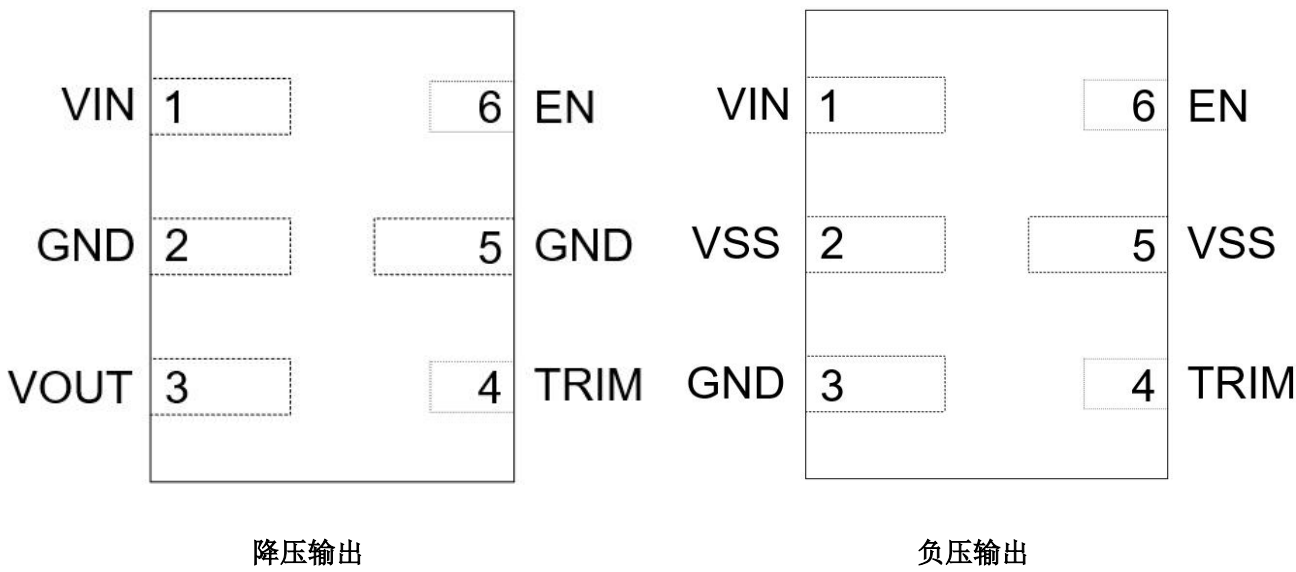 VIN 1 6 EN
GND 2 5 GND
VOUT 3 4 TRIM
降压输出
VIN 1 6 EN
VSS 2 5 VSS
GND 3 4 TRIM
负压输出